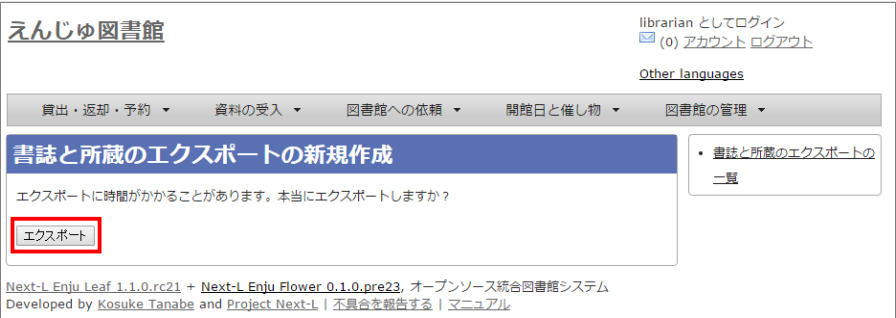 えんじゅ図書館
librarian としてログイン
(0) アカウント ログアウト
Other languages
貸出・返却・予約 ▼ 資料の受入 ▼ 図書館への依頼 ▼ 開館日と催し物 ▼ 図書館の管理 ▼
書誌と所蔵のエクスポートの新規作成
エクスポートに時間がかかることがあります。本当にエクスポートしますか？
エクスポート
• 書誌と所蔵のエクスポートの
一覧
Next-L Enju Leaf 1.1.0.rc21 + Next-L Enju Flower 0.1.0.pre23, オープンソース統合図書館システム
Developed by Kosuke Tanabe and Project Next-L | 不具合を報告する | マニュアル